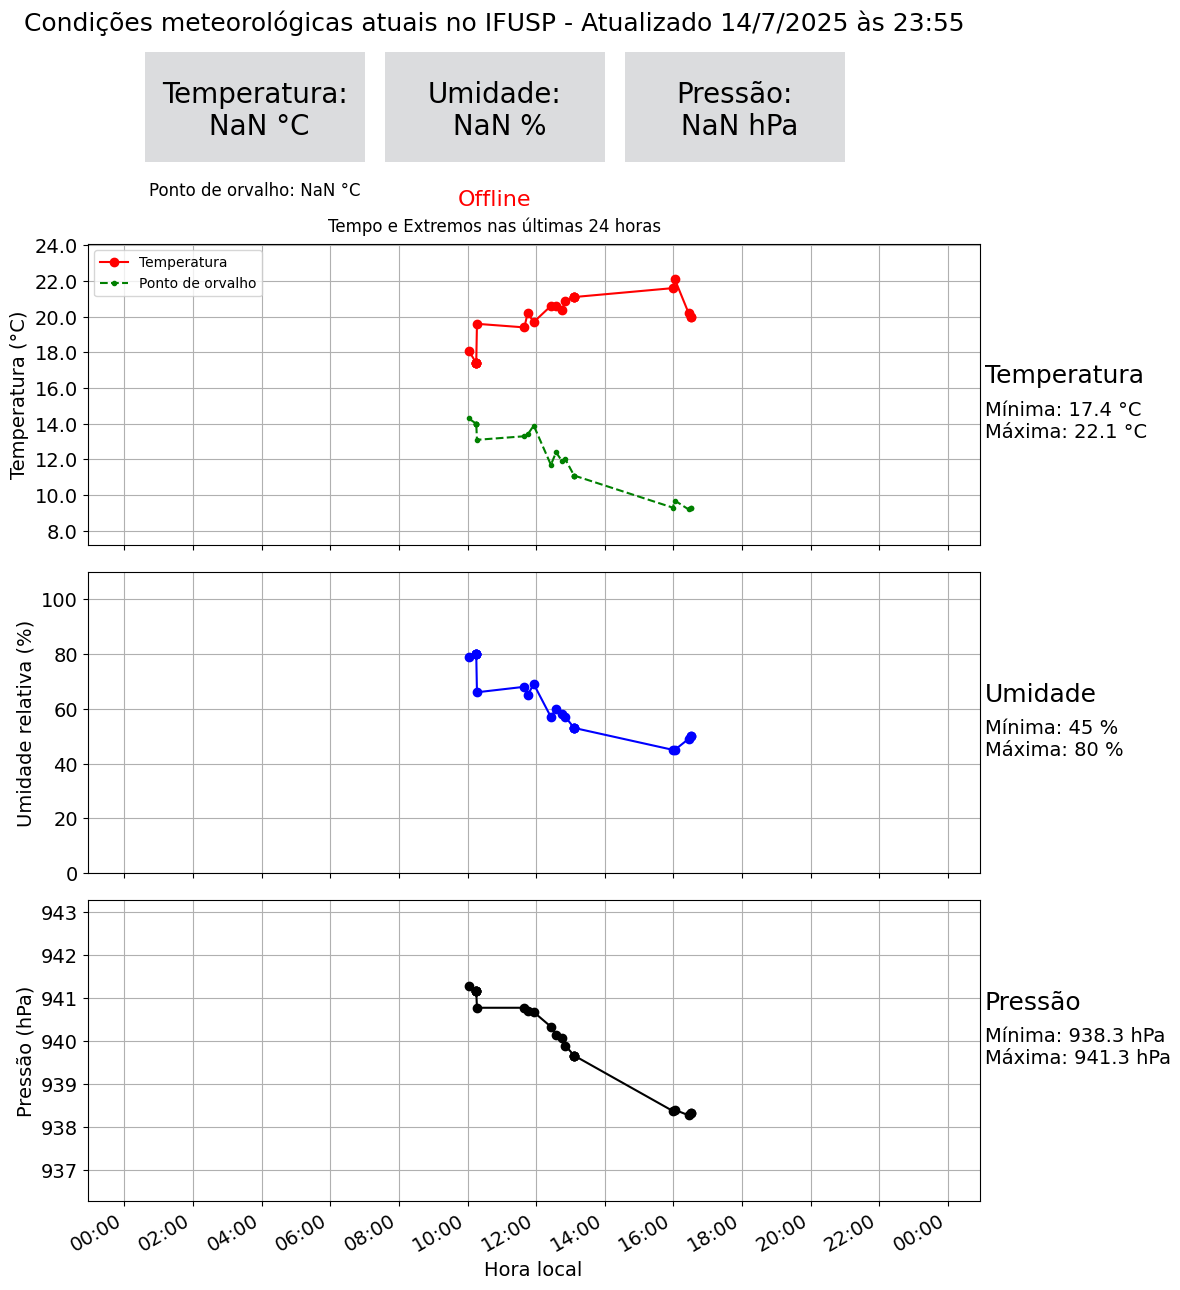 Condições meteorológicas atuais no IFUSP - Atualizado 14/7/2025 às 23:55
Temperatura:
NaN °C
Umidade:
NaN %
Pressão:
NaN hPa
Ponto de orvalho: NaN °C
Offline
Tempo e Extremos nas últimas 24 horas
Temperatura
Ponto de orvalho
Temperatura (°C)
24.0
22.0
20.0
18.0
16.0
14.0
12.0
10.0
8.0
Temperatura
Mínima: 17.4 °C
Máxima: 22.1 °C
Umidade relativa (%)
100
80
60
40
20
0
Umidade
Mínima: 45 %
Máxima: 80 %
Pressão (hPa)
943
942
941
940
939
938
937
Pressão
Mínima: 938.3 hPa
Máxima: 941.3 hPa
00:00 02:00 04:00 06:00 08:00 10:00 12:00 14:00 16:00 18:00 20:00 22:00 00:00
Hora local